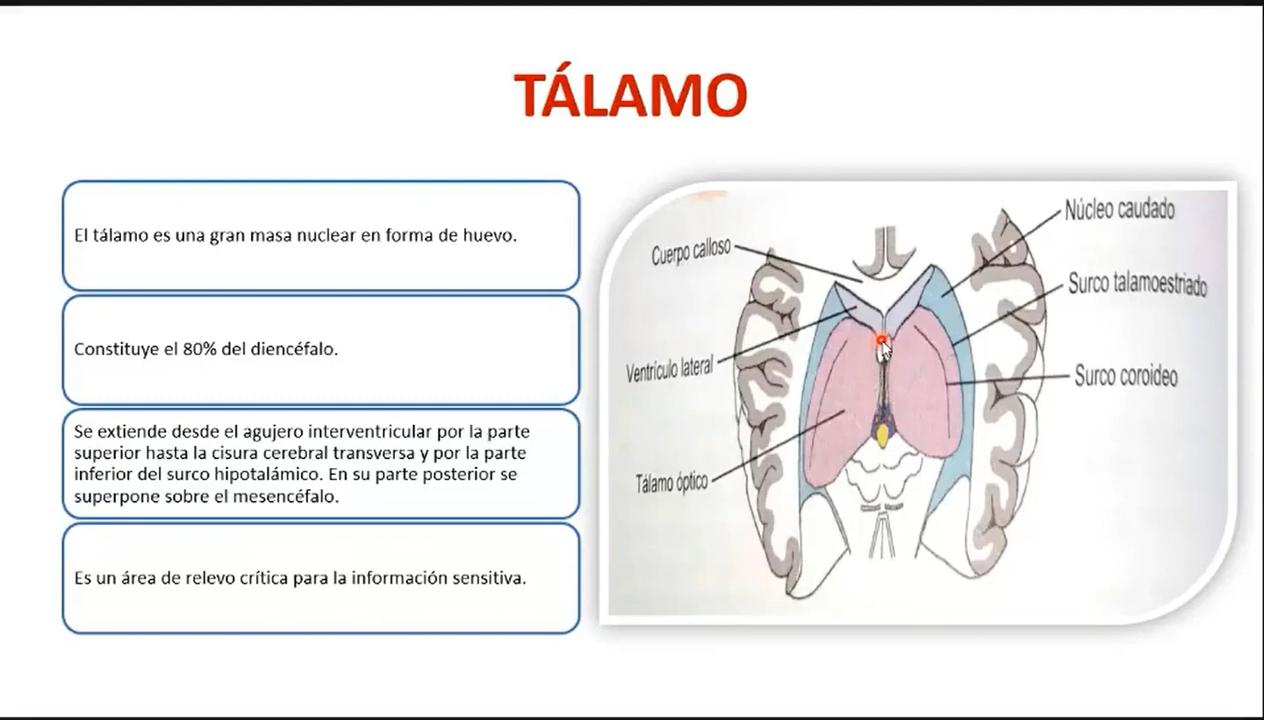 TÁLAMO
El tálamo es una gran masa nuclear en forma de huevo.
Constituye el 80% del diencéfalo.
Se extiende desde el agujero interventricular por la parte
superior hasta la cisura cerebral transversa y por la parte
inferior del surco hipotalámico. En su parte posterior se
superpone sobre el mesencéfalo.
Es un área de relevo crítica para la información sensitiva.
Cuerpo calloso
Ventrículo lateral
Tálamo óptico
Núcleo caudado
Surco talamoestriado
Surco coroideo